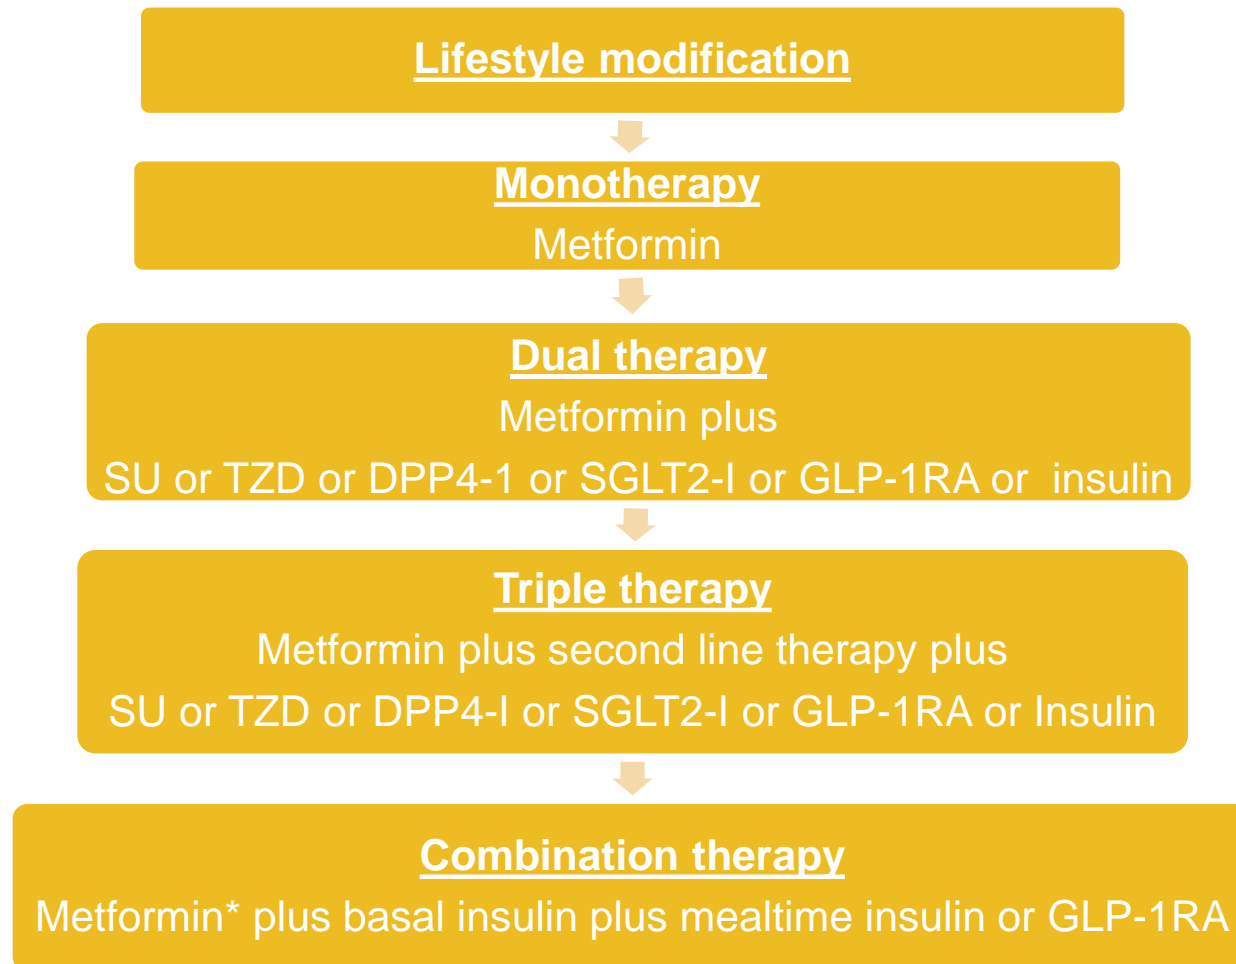 Lifestyle modification
Monotherapy
Metformin
Dual therapy
Metformin plus
SU or TZD or DPP4-1 or SGLT2-I or GLP-1RA or  insulin
Triple therapy
Metformin plus second line therapy plus
SU or TZD or DPP4-I or SGLT2-I or GLP-1RA or Insulin
Combination therapy
Metformin* plus basal insulin plus mealtime insulin or GLP-1RA